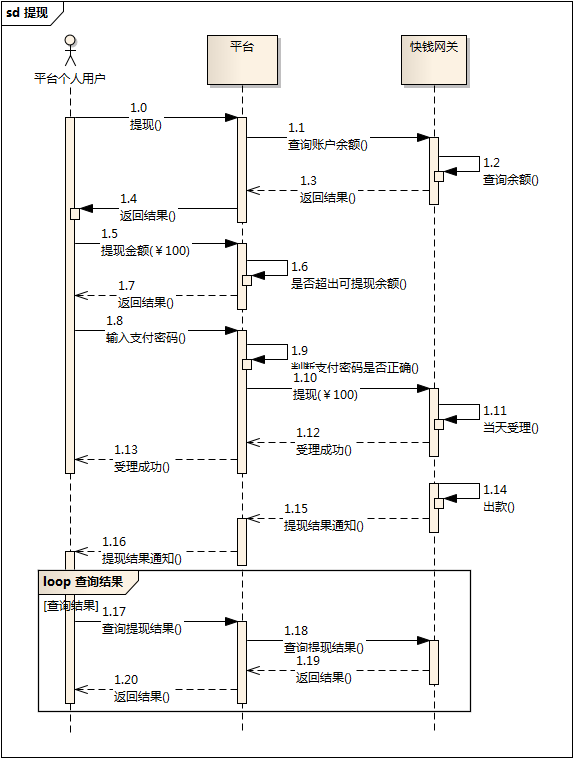 sd 提现
平台
快钱网关
平台个人用户
1.0
提现()
1.1
查询账户余额()
1.2
查询余额()
1.3
返回结果()
1.4
返回结果()
1.5
提现金额(￥100)
1.6
是否超出可提现余额()
1.7
返回结果()
1.8
输入支付密码()
1.9
判断支付密码是否正确()
1.10
提现(￥100)
1.11
当天受理()
1.12
受理成功()
1.13
受理成功()
1.14
出款()
1.15
提现结果通知()
1.16
提现结果通知()
loop 查询结果
[查询结果]
1.17
查询提现结果()
1.18
查询提现结果()
1.19
返回结果()
1.20
返回结果()